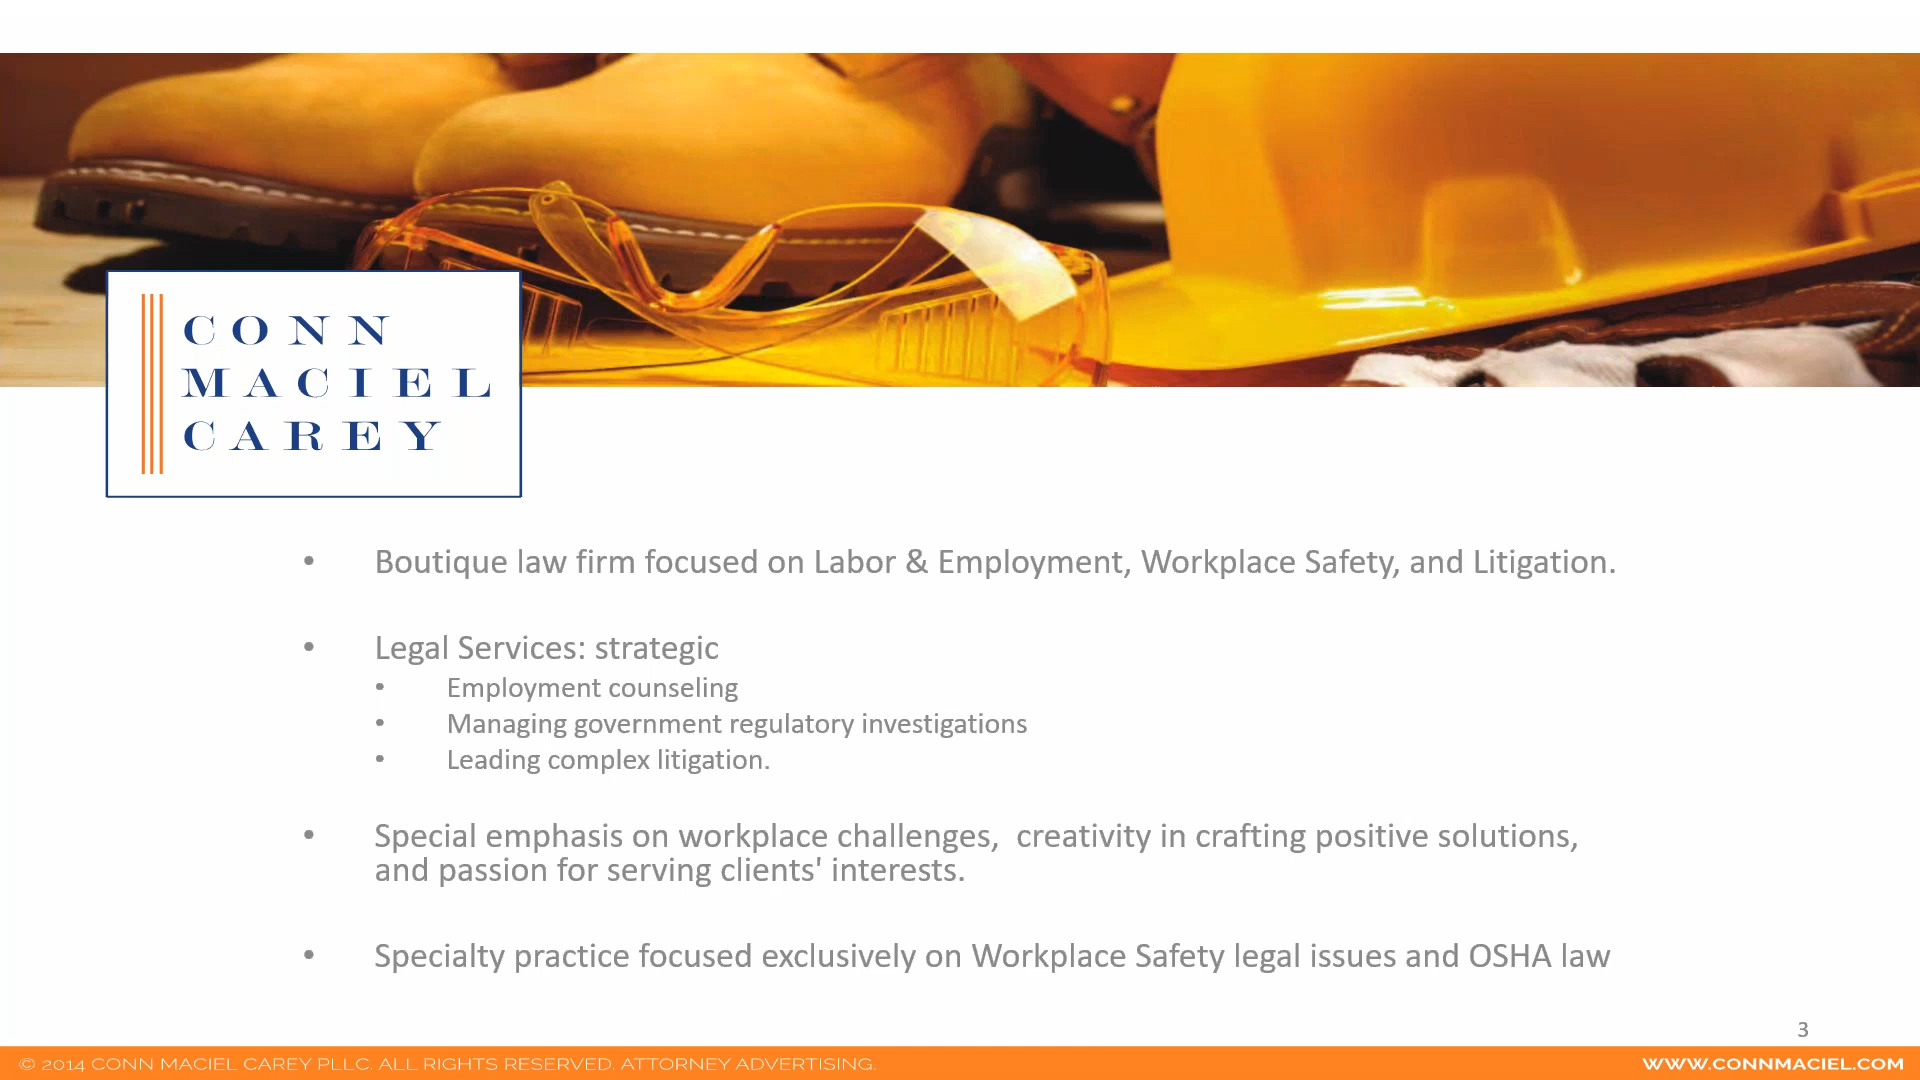 CONN
MACIEL
CAREY
• Boutique law firm focused on Labor & Employment, Workplace Safety, and Litigation.
• Legal Services: strategic
• Employment counseling
• Managing government regulatory investigations
• Leading complex litigation.
• Special emphasis on workplace challenges,  creativity in crafting positive solutions,
and passion for serving clients' interests.
• Specialty practice focused exclusively on Workplace Safety legal issues and OSHA law
3
© 2014 CONN MACIEL CAREY PLLC. ALL RIGHTS RESERVED. ATTORNEY ADVERTISING.
WWW.CONNMACIEL.COM